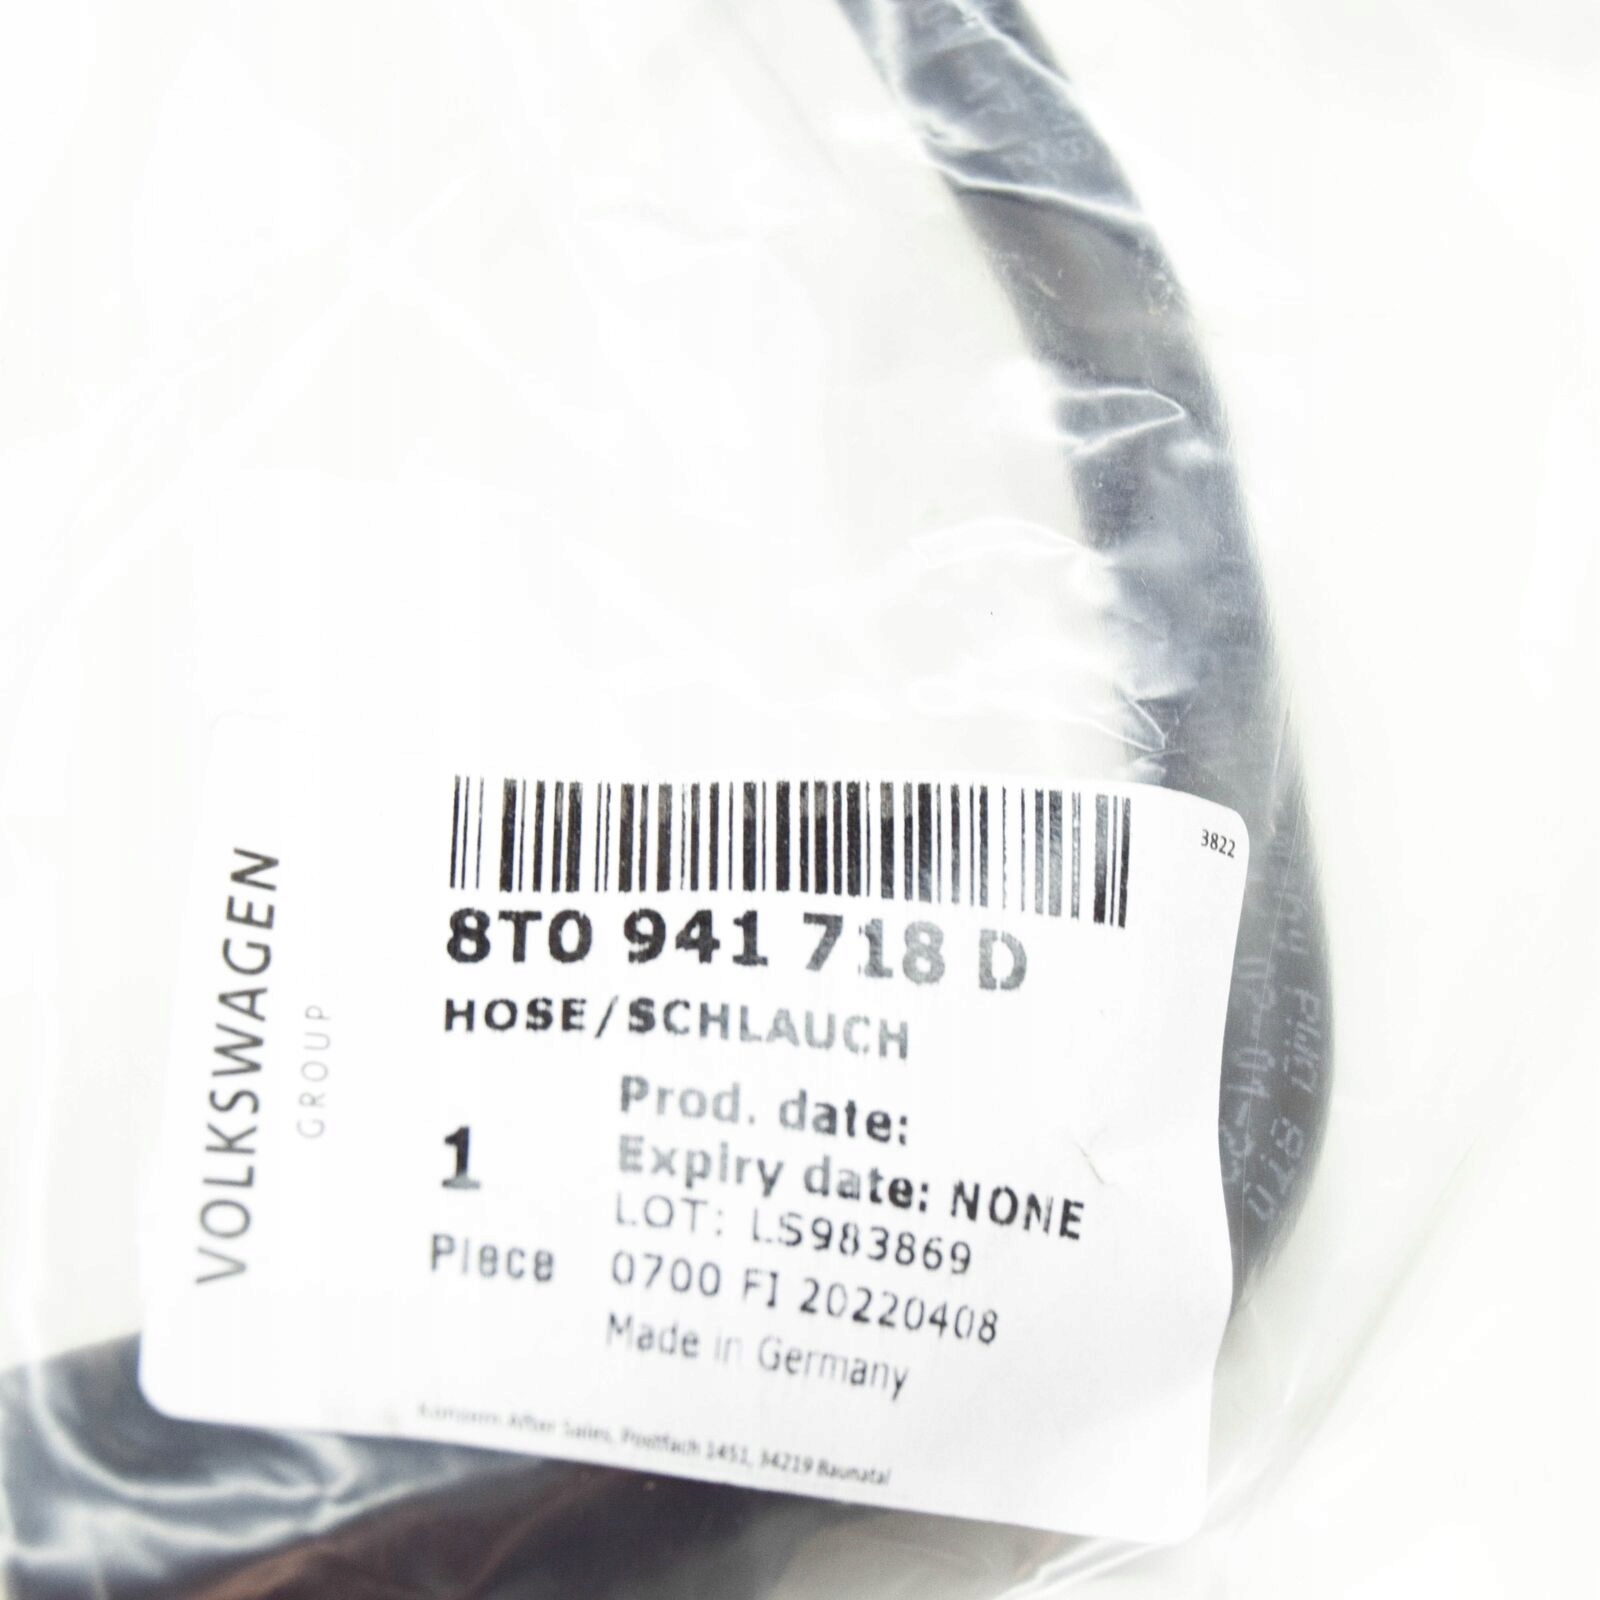 VOLKSWAGEN
GROUP
3822
8T0 941 718 D
HOSE/SCHLAUCH
1
Piece
Prod. date:
Expiry date: NONE
LOT: LS983869
0700 FI 20220408
Made in Germany
Konzern After Sales, Postfach 1451, 34219 Baunatal